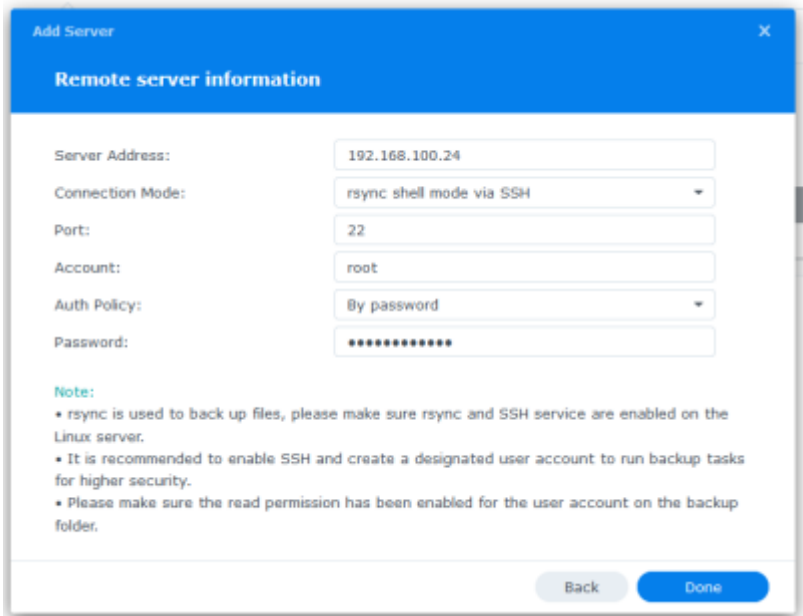 Add Server
Remote server information
Server Address: 192.168.100.24
Connection Mode: rsync shell mode via SSH
Port: 22
Account: root
Auth Policy: By password
Password: ••••••••••••
Note:
• rsync is used to back up files, please make sure rsync and SSH service are enabled on the
Linux server.
• It is recommended to enable SSH and create a designated user account to run backup tasks
for higher security.
• Please make sure the read permission has been enabled for the user account on the backup
folder.
Back Done